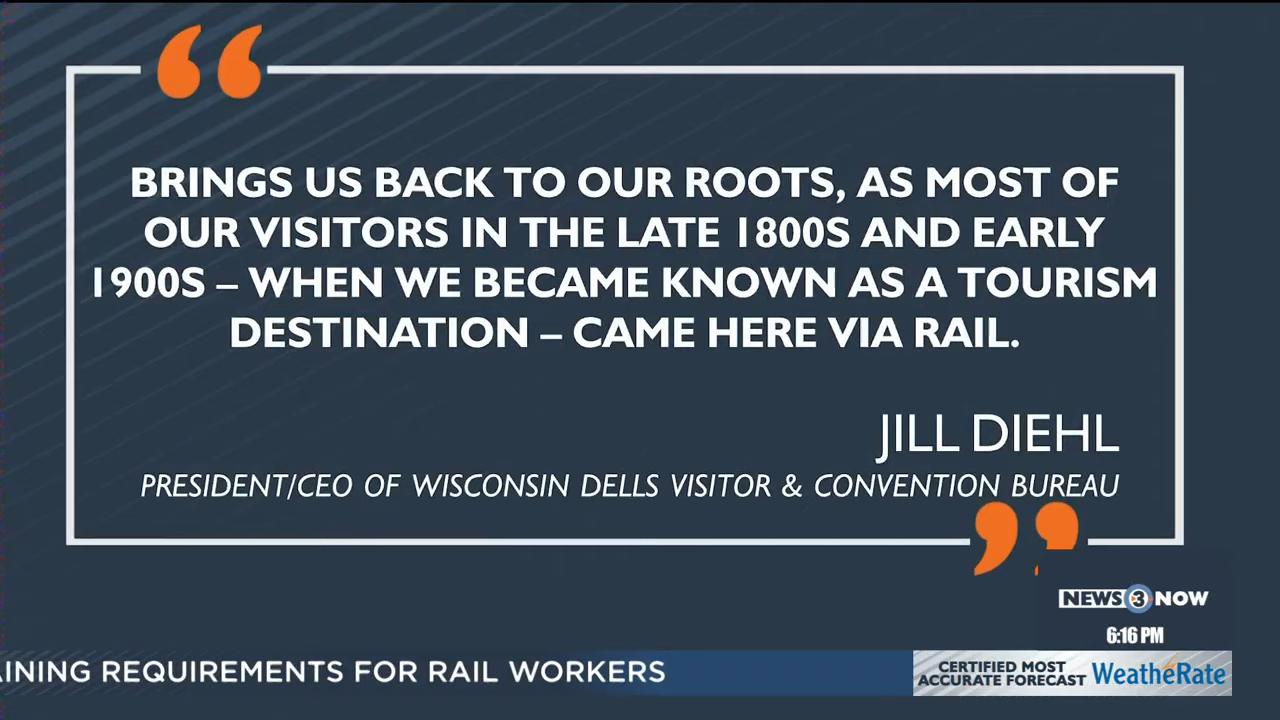 BRINGS US BACK TO OUR ROOTS, AS MOST OF
OUR VISITORS IN THE LATE 1800S AND EARLY
1900S – WHEN WE BECAME KNOWN AS A TOURISM
DESTINATION – CAME HERE VIA RAIL.
JILL DIEHL
PRESIDENT/CEO OF WISCONSIN DELLS VISITOR & CONVENTION BUREAU
NEWS 3 NOW
6:16 PM
AINING REQUIREMENTS FOR RAIL WORKERS
CERTIFIED MOST
ACCURATE FORECAST
WeatheRate